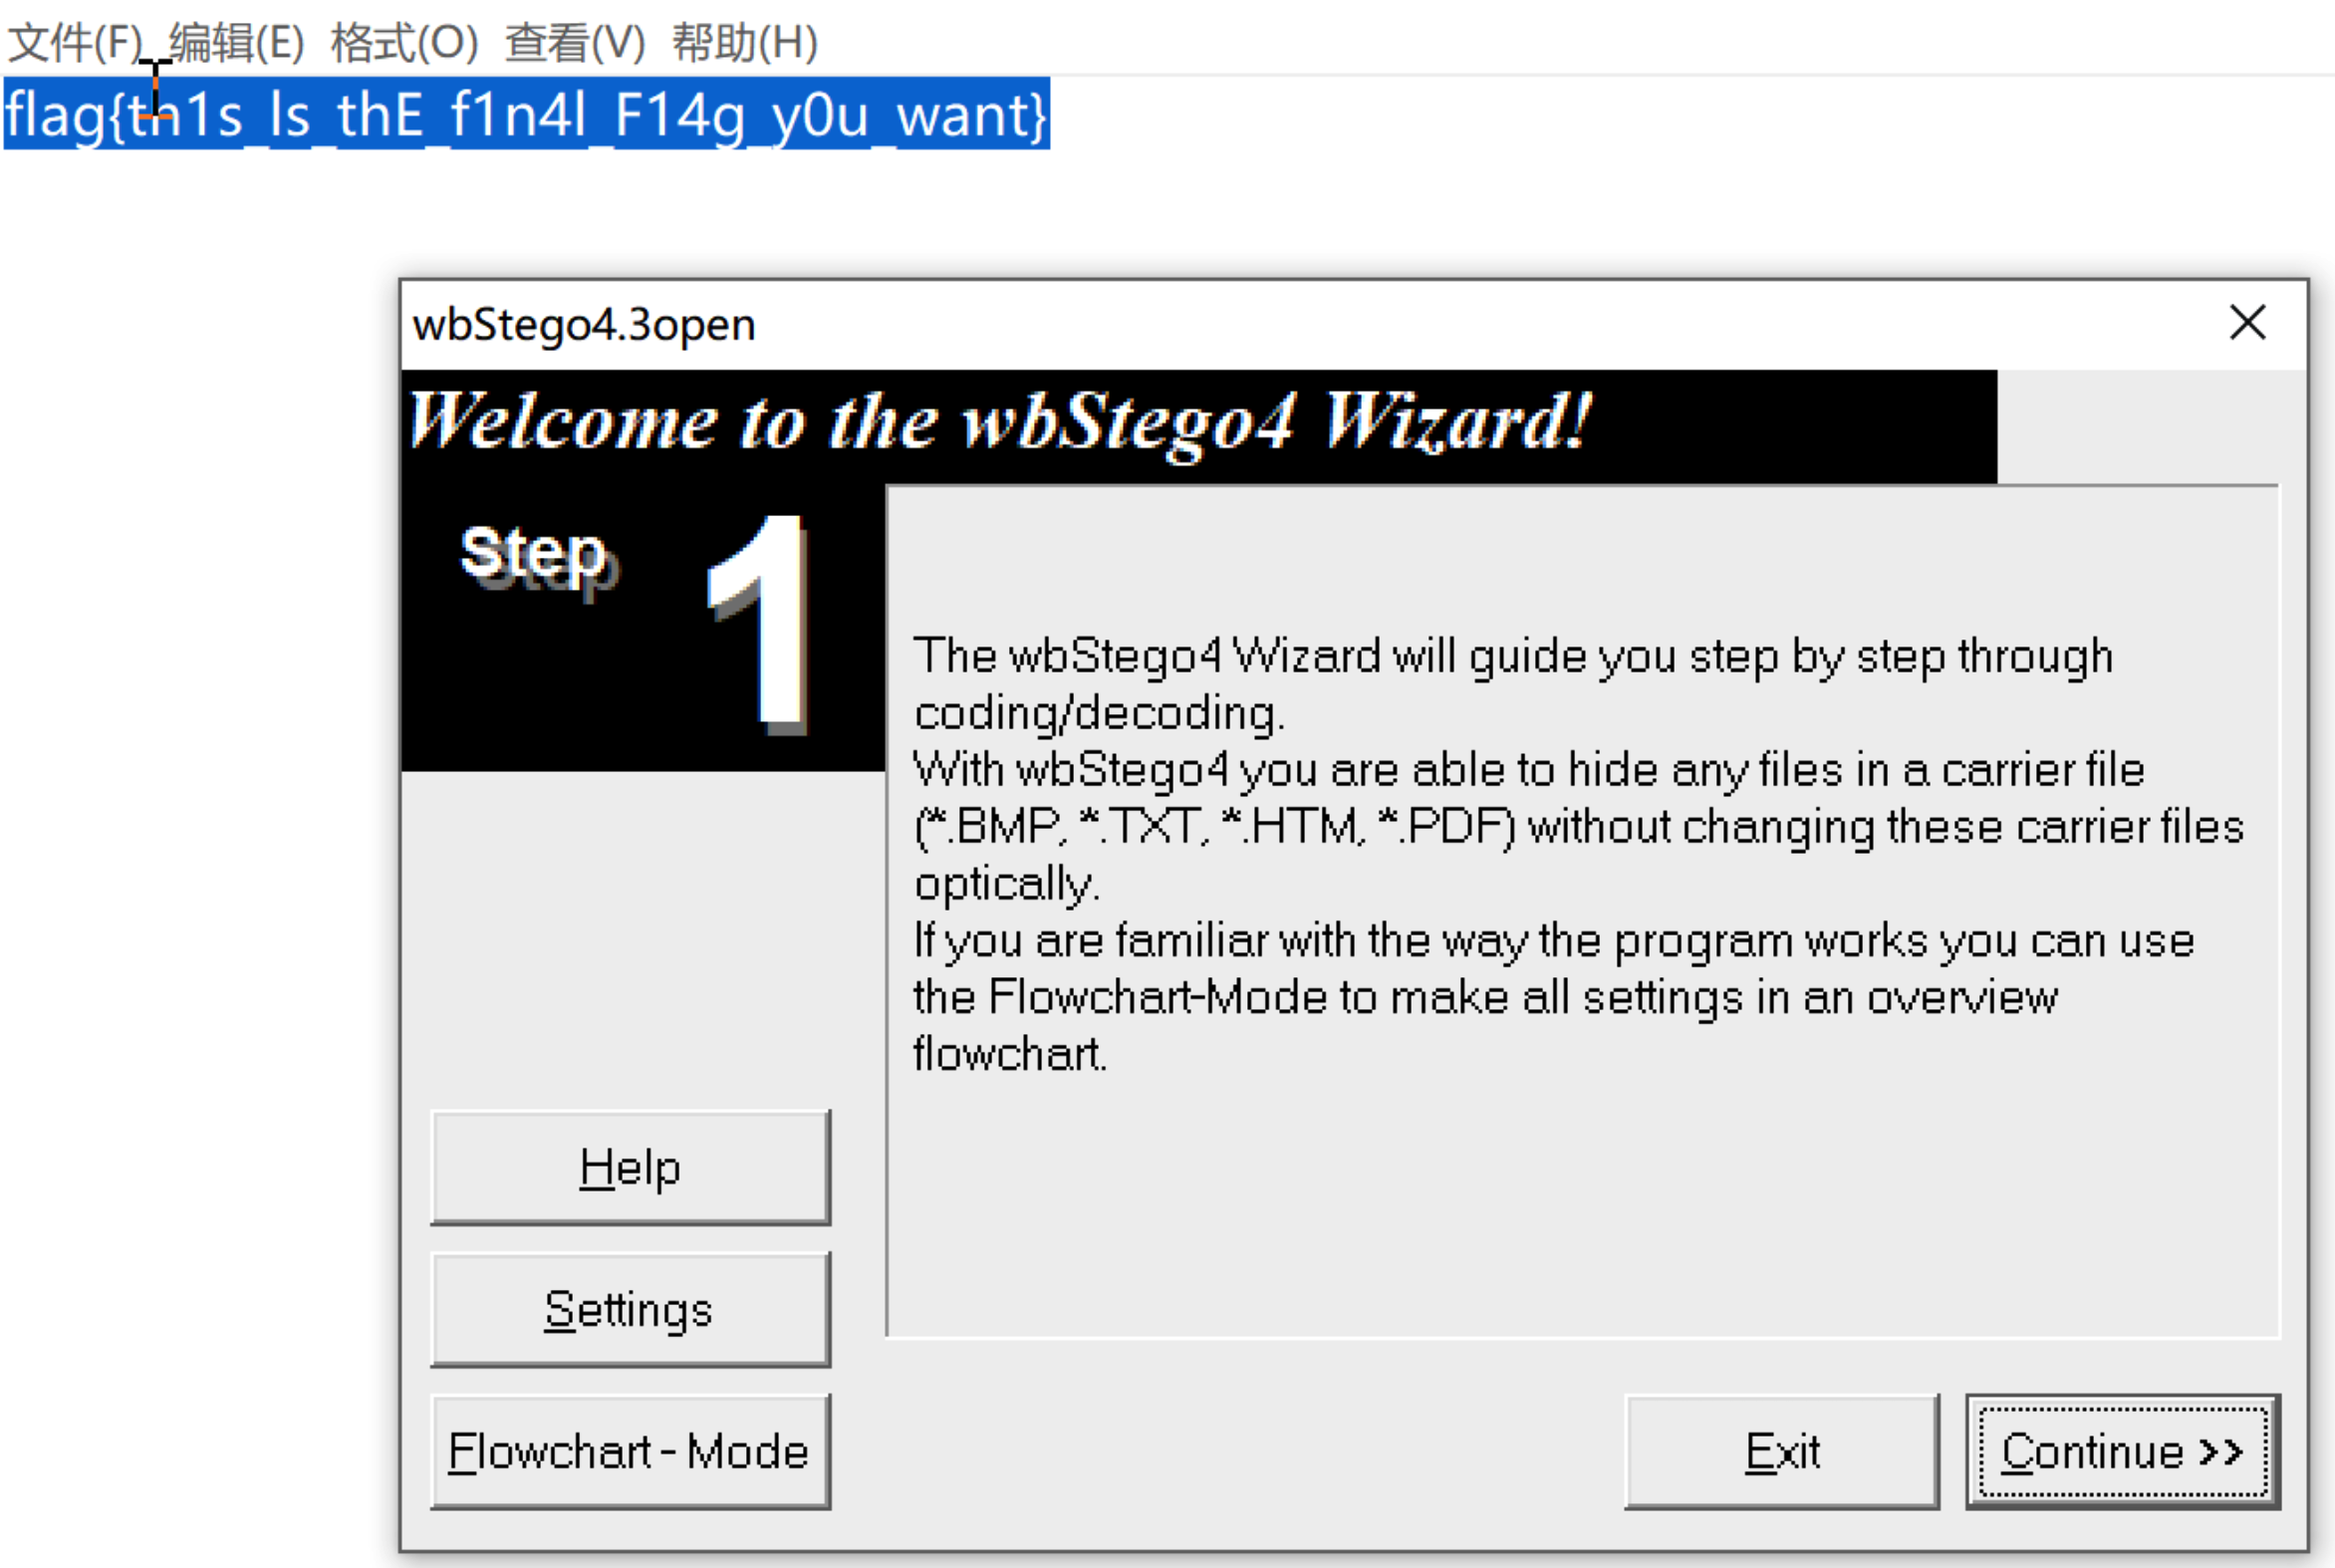 文件(F) 编辑(E) 格式(O) 查看(V) 帮助(H)
flag{th1s_Is_thE_f1n4l_F14g_y0u_want}
wbStego4.3open
Welcome to the wbStego4 Wizard!
Step 1
The wbStego4 Wizard will guide you step by step through
coding/decoding.
With wbStego4 you are able to hide any files in a carrier file
(*.BMP, *.TXT, *.HTM, *.PDF) without changing these carrier files
optically.
If you are familiar with the way the program works you can use
the Flowchart-Mode to make all settings in an overview
flowchart.
Help
Settings
Flowchart - Mode
Exit
Continue >>